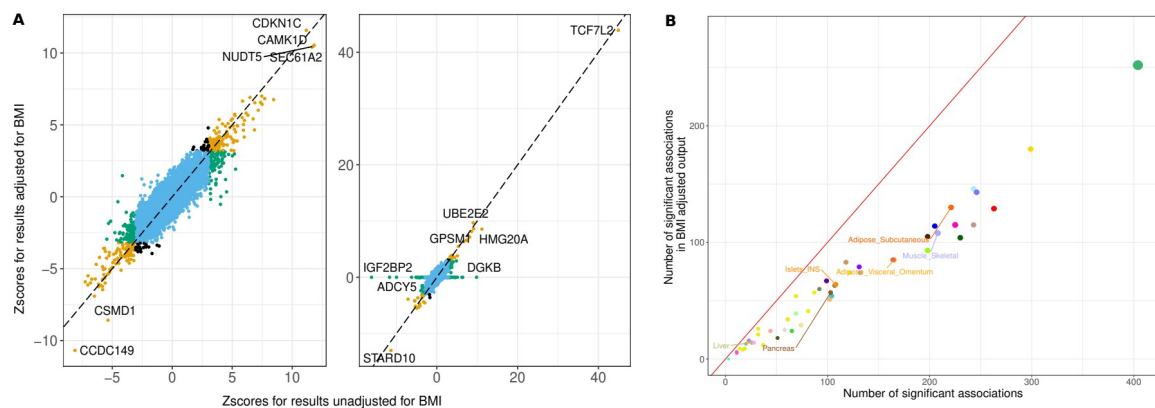 A
Zscores for results adjusted for BMI
10
5
0
−5
−10
−5
0
5
10
CDKN1C
CAMK1D
NUDT5
SEC61A2
CSMD1
CCDC149
40
20
0
0
20
40
TCF7L2
UBE2E2
GPSM1
HMG20A
IGF2BP2
DGKB
ADCY5
STARD10
Zscores for results unadjusted for BMI
B
Number of significant associations
in BMI adjusted output
200
100
0
0
100
200
300
400
Adipose_Subcutaneous
Muscle_Skeletal
Islets_INS
Adipose_Visceral_Omentum
Liver
Pancreas
Number of significant associations